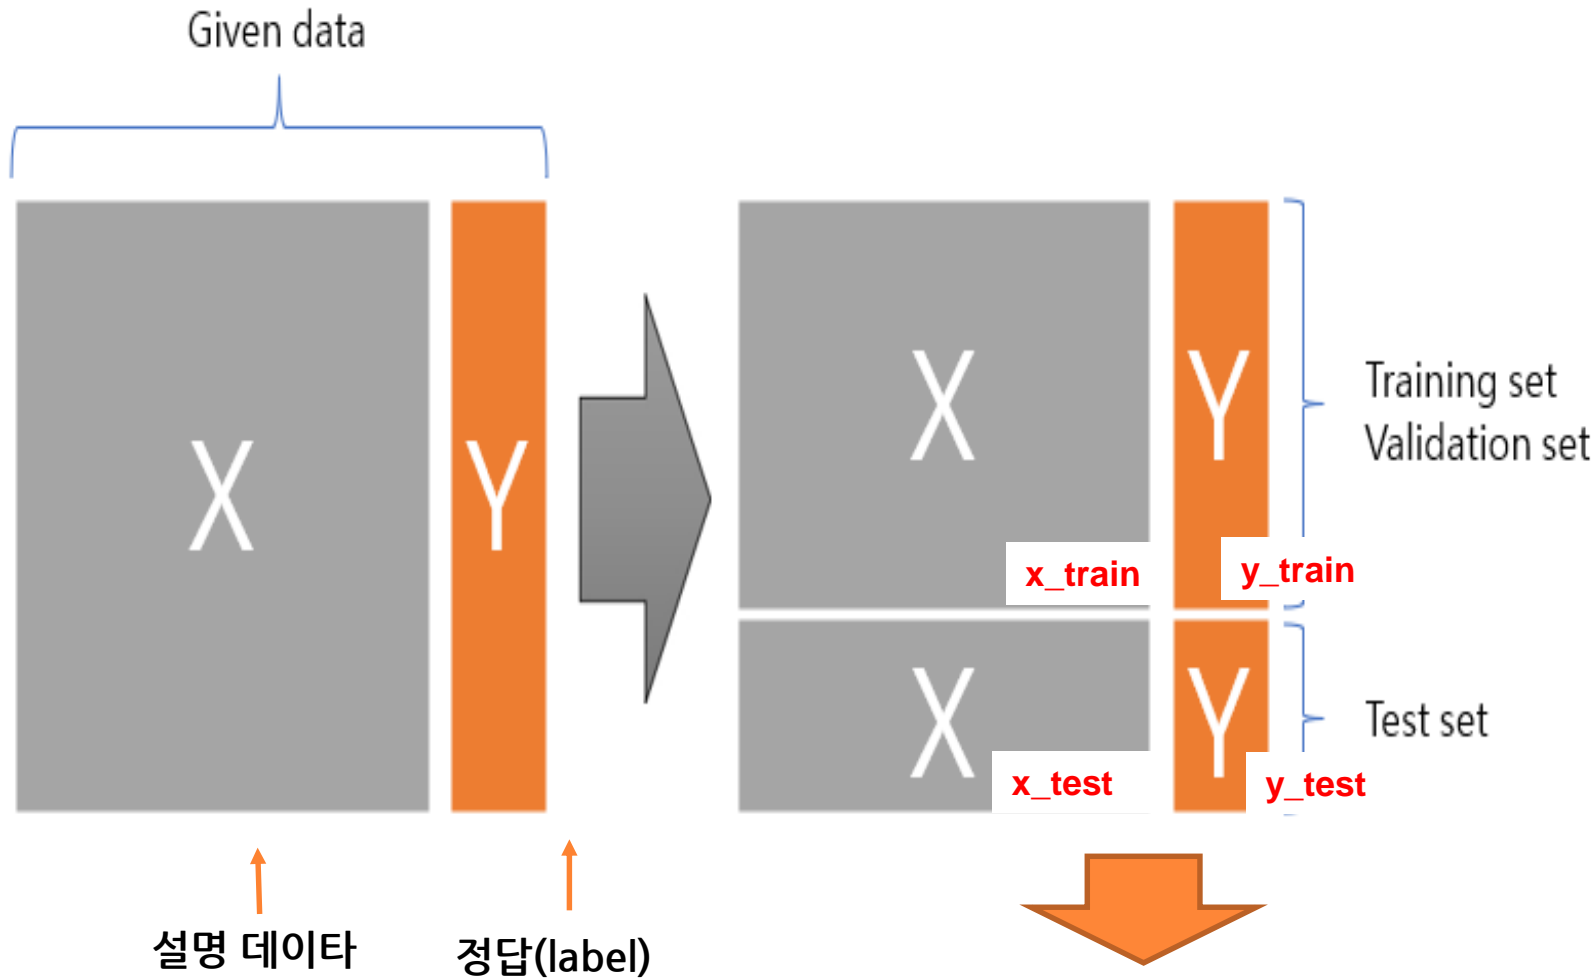 Given data
X
Y
X
Y
Training set
Validation set
x_train
y_train
X
Y
Test set
x_test
y_test
설명 데이타
정답(label)